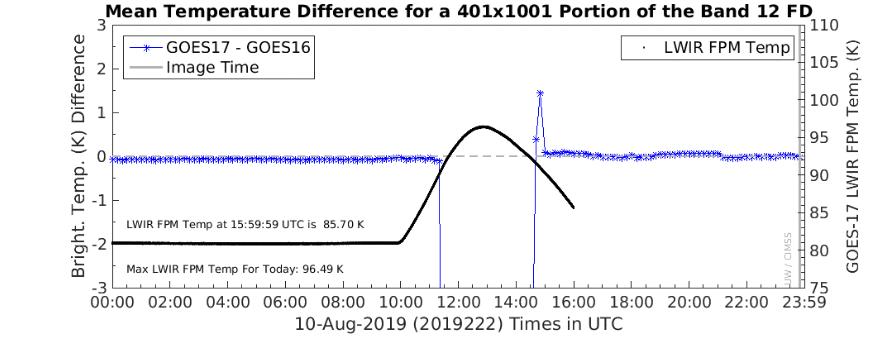 Mean Temperature Difference for a 401x1001 Portion of the Band 12 FD
Bright. Temp. (K) Difference
3
2
1
0
-1
-2
-3
GOES17 - GOES16
Image Time
LWIR FPM Temp
LWIR FPM Temp at 15:59:59 UTC is 85.70 K
Max LWIR FPM Temp For Today: 96.49 K
UW / CIMSS
110
105
100
95
90
85
80
75
GOES-17 LWIR FPM Temp. (K)
00:00 02:00 04:00 06:00 08:00 10:00 12:00 14:00 16:00 18:00 20:00 22:00 23:59
10-Aug-2019 (2019222) Times in UTC